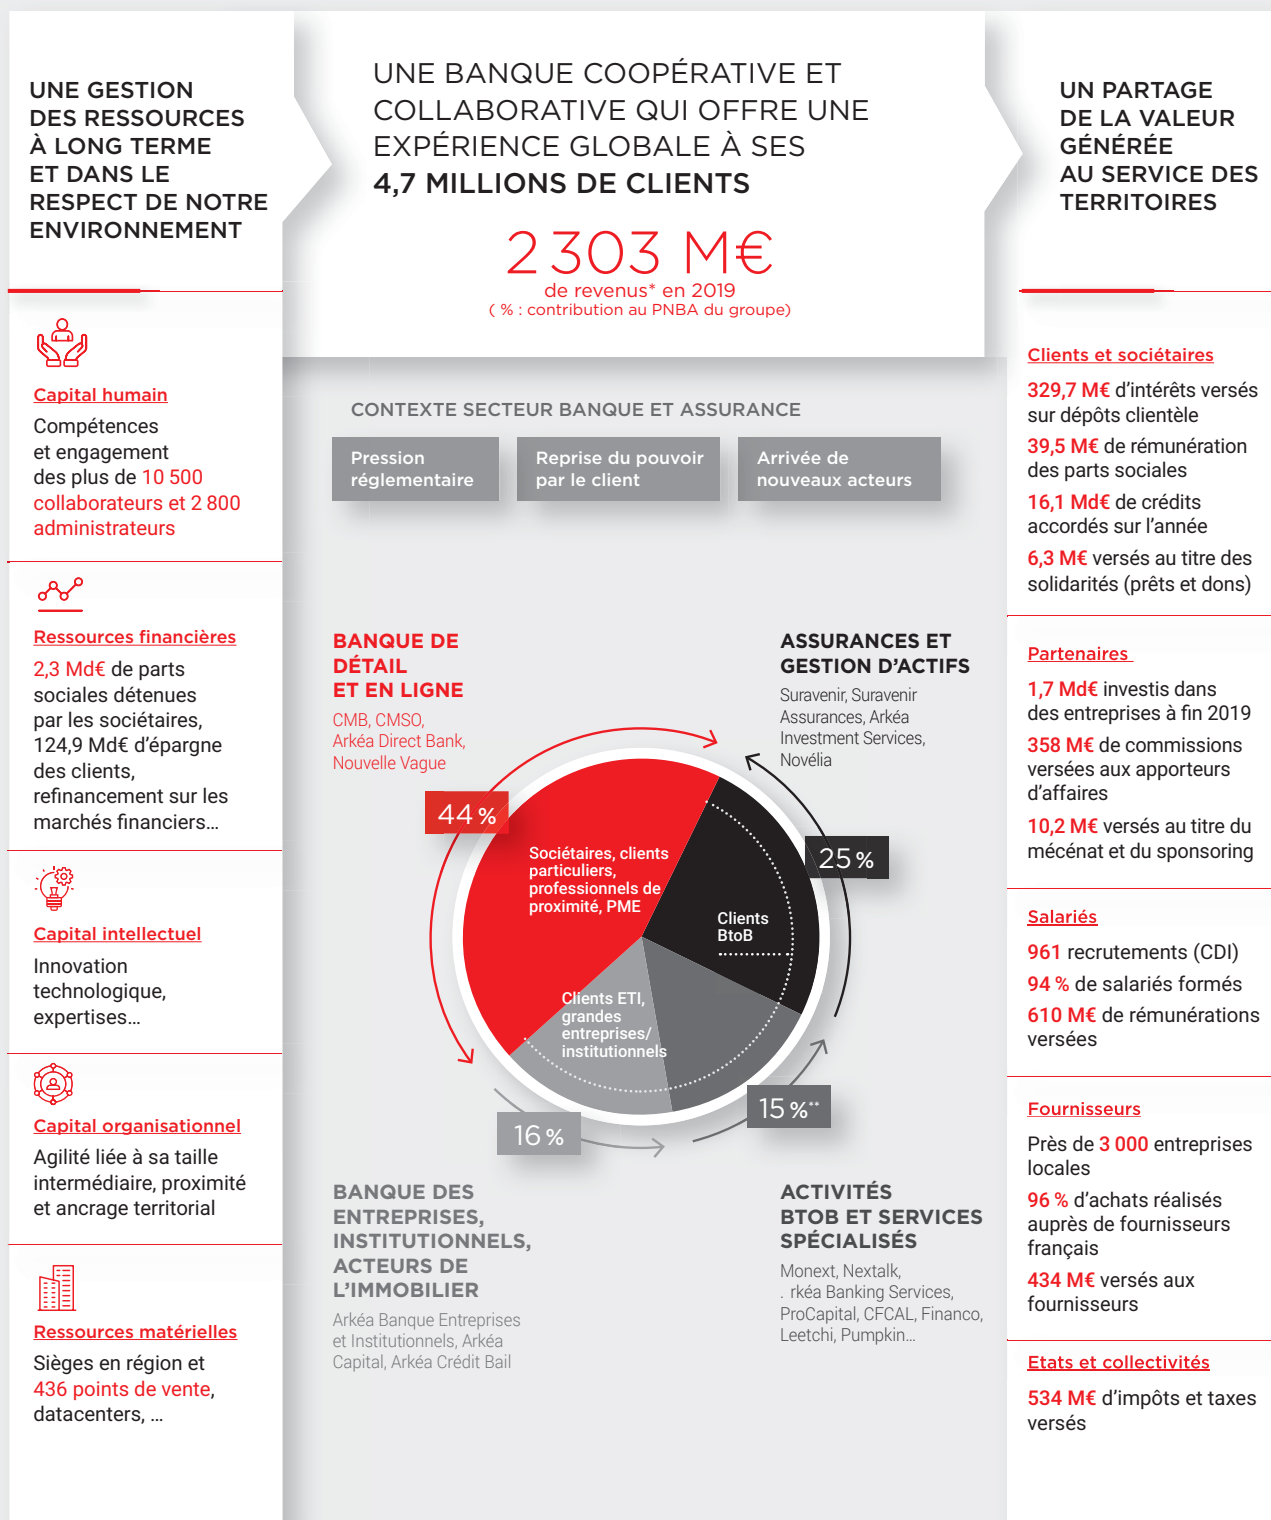 UNE GESTION
DES RESSOURCES
À LONG TERME
ET DANS LE
RESPECT DE NOTRE
ENVIRONNEMENT
Capital humain
Compétences
et engagement
des plus de 10 500
collaborateurs et 2 800
administrateurs
Ressources financières
2,3 Md€ de parts
sociales détenues
par les sociétaires,
124,9 Md€ d’épargne
des clients,
refinancement sur les
marchés financiers…
Capital intellectuel
Innovation
technologique,
expertises…
Capital organisationnel
Agilité liée à sa taille
intermédiaire, proximité
et ancrage territorial
Ressources matérielles
Sièges en région et
436 points de vente,
datacenters, …
UNE BANQUE COOPÉRATIVE ET
COLLABORATIVE QUI OFFRE UNE
EXPÉRIENCE GLOBALE À SES
4,7 MILLIONS DE CLIENTS
2 303 M€
de revenus* en 2019
( % : contribution au PNBA du groupe)
CONTEXTE SECTEUR BANQUE ET ASSURANCE
Pression
réglementaire
Reprise du pouvoir
par le client
Arrivée de
nouveaux acteurs
BANQUE DE
DÉTAIL
ET EN LIGNE
CMB, CMSO,
Arkéa Direct Bank,
Nouvelle Vague
44 %
ASSURANCES ET
GESTION D’ACTIFS
Suravenir, Suravenir
Assurances, Arkéa
Investment Services,
Novélia
25 %
Sociétaires, clients
particuliers,
professionnels de
proximité, PME
Clients
BtoB
Clients ETI,
grandes
entreprises/
institutionnels
16 %
15 %**
BANQUE DES
ENTREPRISES,
INSTITUTIONNELS,
ACTEURS DE
L’IMMOBILIER
Arkéa Banque Entreprises
et Institutionnels, Arkéa
Capital, Arkéa Crédit Bail
ACTIVITÉS
BTOB ET SERVICES
SPÉCIALISÉS
Monext, Nextalk,
. rkéa Banking Services,
ProCapital, CFCAL, Financo,
Leetchi, Pumpkin…
UN PARTAGE
DE LA VALEUR
GÉNÉRÉE
AU SERVICE DES
TERRITOIRES
Clients et sociétaires
329,7 M€ d’intérêts versés
sur dépôts clientèle
39,5 M€ de rémunération
des parts sociales
16,1 Md€ de crédits
accordés sur l’année
6,3 M€ versés au titre des
solidarités (prêts et dons)
Partenaires
1,7 Md€ investis dans
des entreprises à fin 2019
358 M€ de commissions
versées aux apporteurs
d’affaires
10,2 M€ versés au titre du
mécénat et du sponsoring
Salariés
961 recrutements (CDI)
94 % de salariés formés
610 M€ de rémunérations
versées
Fournisseurs
Près de 3 000 entreprises
locales
96 % d’achats réalisés
auprès de fournisseurs
français
434 M€ versés aux
fournisseurs
Etats et collectivités
534 M€ d’impôts et taxes
versés